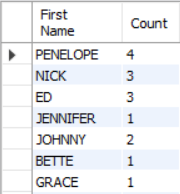 First Name Count
PENELOPE 4
NICK 3
ED 3
JENNIFER 1
JOHNNY 2
BETTE 1
GRACE 1